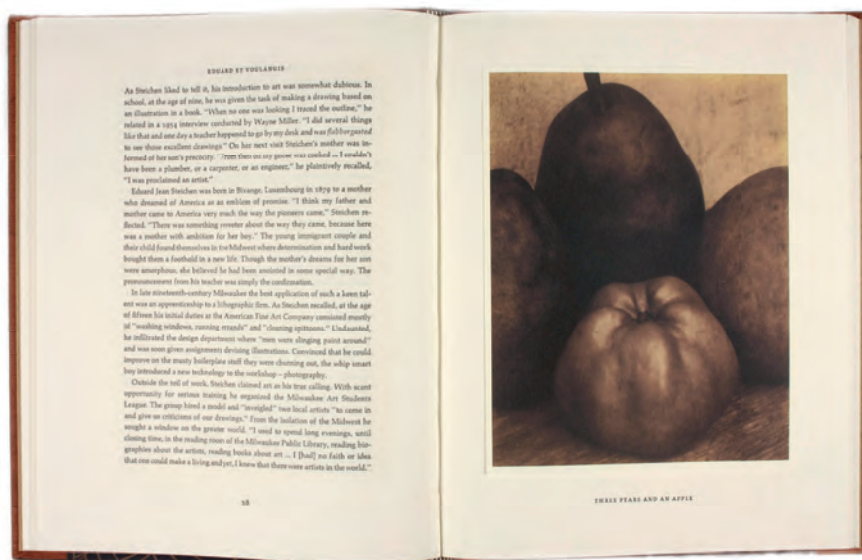 EDUARD ET VOULANGIS
As Steichen liked to tell it, his introduction to art was somewhat dubious. In
school, at the age of nine, he was given the task of making a drawing based on
an illustration in a book. “When no one was looking I traced the outline,” he
related in a 1954 interview conducted by Wayne Miller. “I did several things
like that and one day a teacher happened to go by my desk and was flabbergasted
to see those excellent drawings.” On her next visit Steichen’s mother was in-
formed of her son’s precocity. “From then on my goose was cooked ... I couldn’t
have been a plumber, or a carpenter, or an engineer,” he plaintively recalled,
“I was proclaimed an artist.”
Eduard Jean Steichen was born in Bivange, Luxembourg in 1879 to a mother
who dreamed of America as an emblem of promise. “I think my father and
mother came to America very much the way the pioneers came,” Steichen re-
flected. “There was something sweeter about the way they came, because here
was a mother with ambition for her boy.” The young immigrant couple and
their child found themselves in the Midwest where determination and hard work
bought them a foothold in a new life. Though the mother’s dreams for her son
were amorphous, she believed he had been anointed in some special way. The
pronouncement from his teacher was simply the confirmation.
In late nineteenth-century Milwaukee the best application of such a keen tal-
ent was an apprenticeship to a lithographic firm. As Steichen recalled, at the age
of fifteen his initial duties at the American Fine Art Company consisted mostly
of “washing windows, running errands” and “cleaning spittoons.” Undaunted,
he infiltrated the design department where “men were slinging paint around”
and was soon given assignments devising illustrations. Convinced that he could
improve on the musty boilerplate stuff they were churning out, the whip smart
boy introduced a new technology to the workshop – photography.
Outside the toil of work, Steichen claimed art as his true calling. With scant
opportunity for serious training he organized the Milwaukee Art Students
League. The group hired a model and “inveigled” two local artists “to come in
and give us criticisms of our drawings.” From the isolation of the Midwest he
sought a window on the greater world. “I used to spend long evenings, until
closing time, in the reading room of the Milwaukee Public Library, reading bio-
graphies about the artists, reading books about art ... I [had] no faith or idea
that one could make a living and yet, I knew that there were artists in the world.”
18
THREE PEARS AND AN APPLE